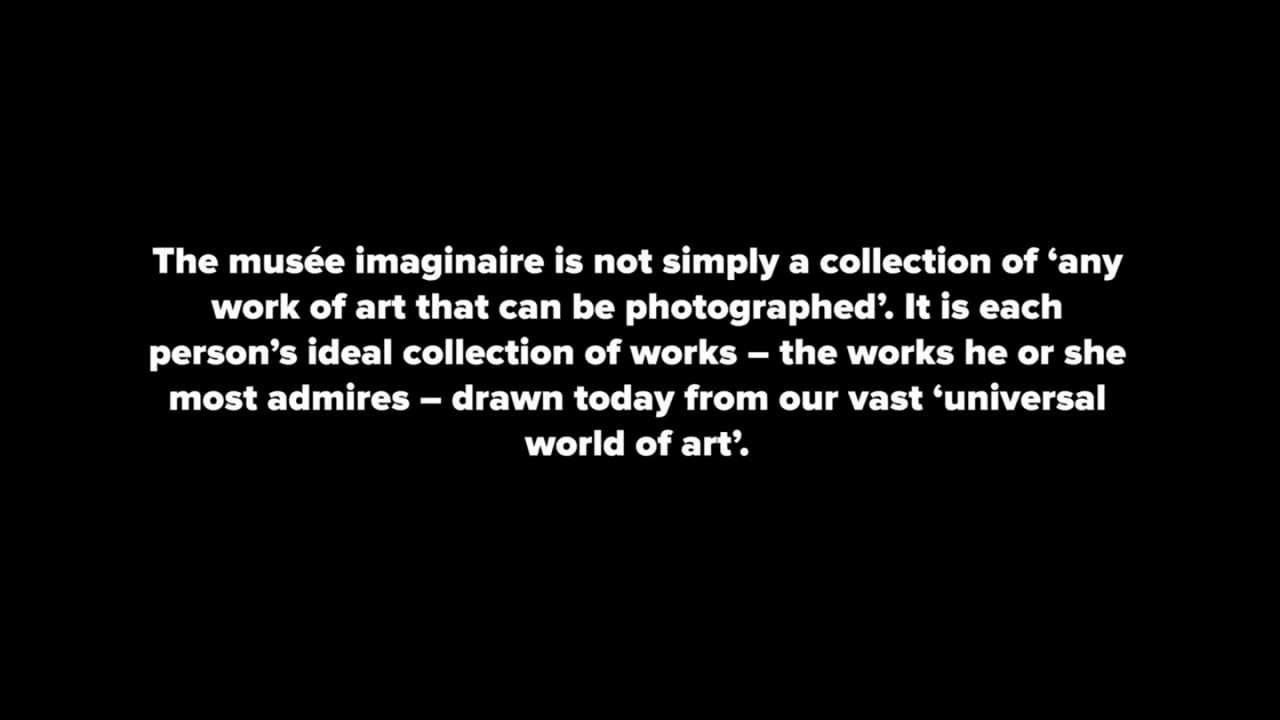 The musée imaginaire is not simply a collection of ‘any
work of art that can be photographed’. It is each
person’s ideal collection of works – the works he or she
most admires – drawn today from our vast ‘universal
world of art’.